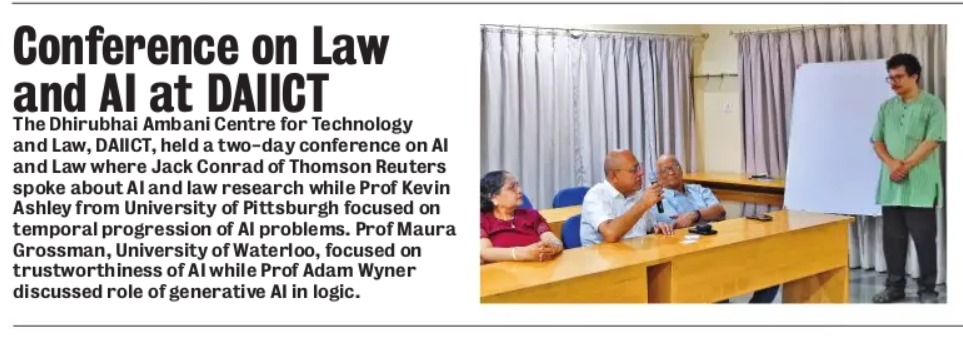 Conference on Law
and AI at DAIICT
The Dhirubhai Ambani Centre for Technology
and Law, DAIICT, held a two-day conference on AI
and Law where Jack Conrad of Thomson Reuters
spoke about AI and law research while Prof Kevin
Ashley from University of Pittsburgh focused on
temporal progression of AI problems. Prof Maura
Grossman, University of Waterloo, focused on
trustworthiness of AI while Prof Adam Wyner
discussed role of generative AI in logic.